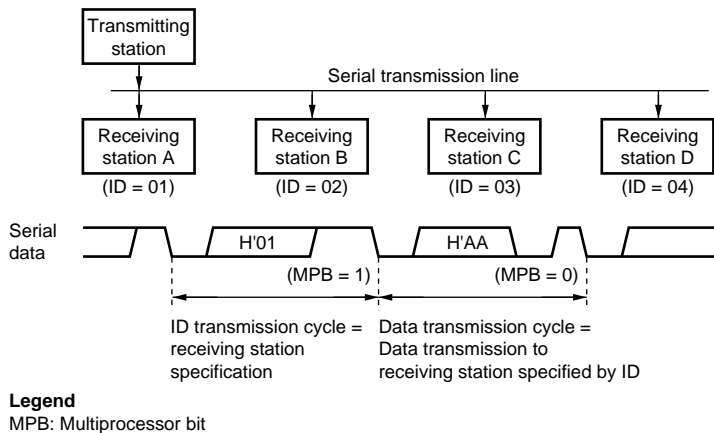 Transmitting
station
Serial transmission line
Receiving
station A
Receiving
station B
Receiving
station C
Receiving
station D
(ID = 01)
(ID = 02)
(ID = 03)
(ID = 04)
Serial
data
H'01
H'AA
(MPB = 1)
(MPB = 0)
ID transmission cycle =
receiving station
specification
Data transmission cycle =
Data transmission to
receiving station specified by ID
Legend
MPB: Multiprocessor bit